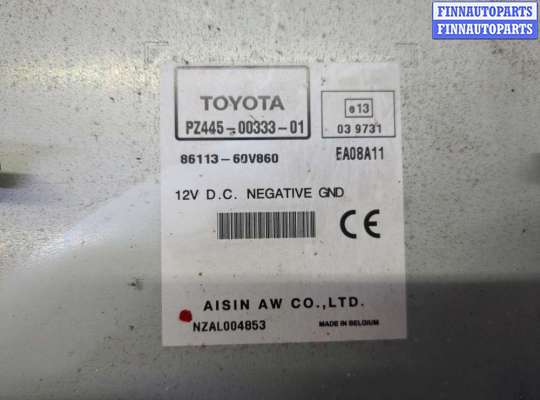 FINNAUTOPARTS
FINNAUTOPARTS
TOYOTA
PZ445-00333-01
e13
03 9731
86113-60V860
EA08A11
12V D.C. NEGATIVE GND
CE
AISIN AW CO.,LTD.
NZAL004853
MADE IN BELGIUM